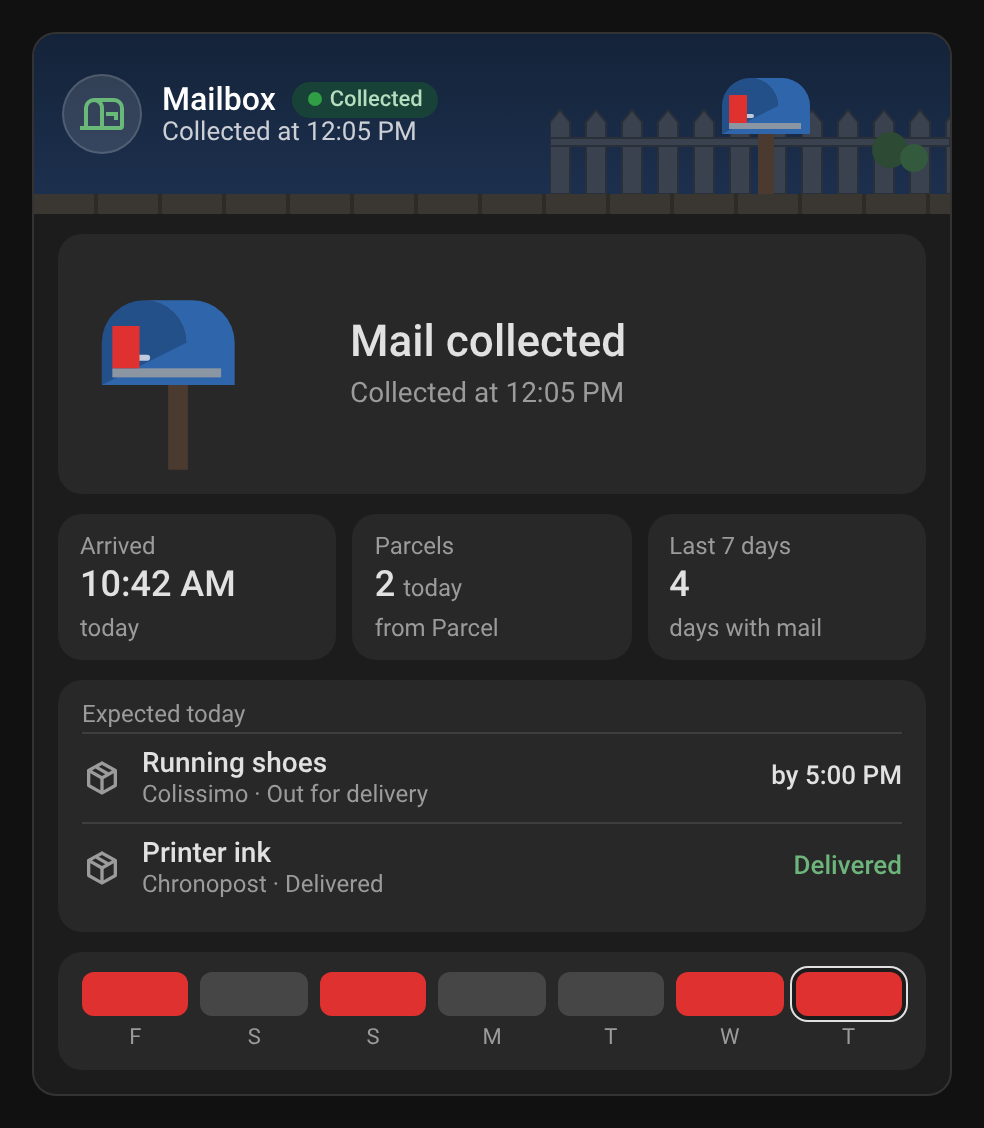 Mailbox
Collected
Collected at 12:05 PM
Mail collected
Collected at 12:05 PM
Arrived
10:42 AM
today
Parcels
2 today
from Parcel
Last 7 days
4
days with mail
Expected today
Running shoes
Colissimo · Out for delivery
by 5:00 PM
Printer ink
Chronopost · Delivered
Delivered
F S S M T W T